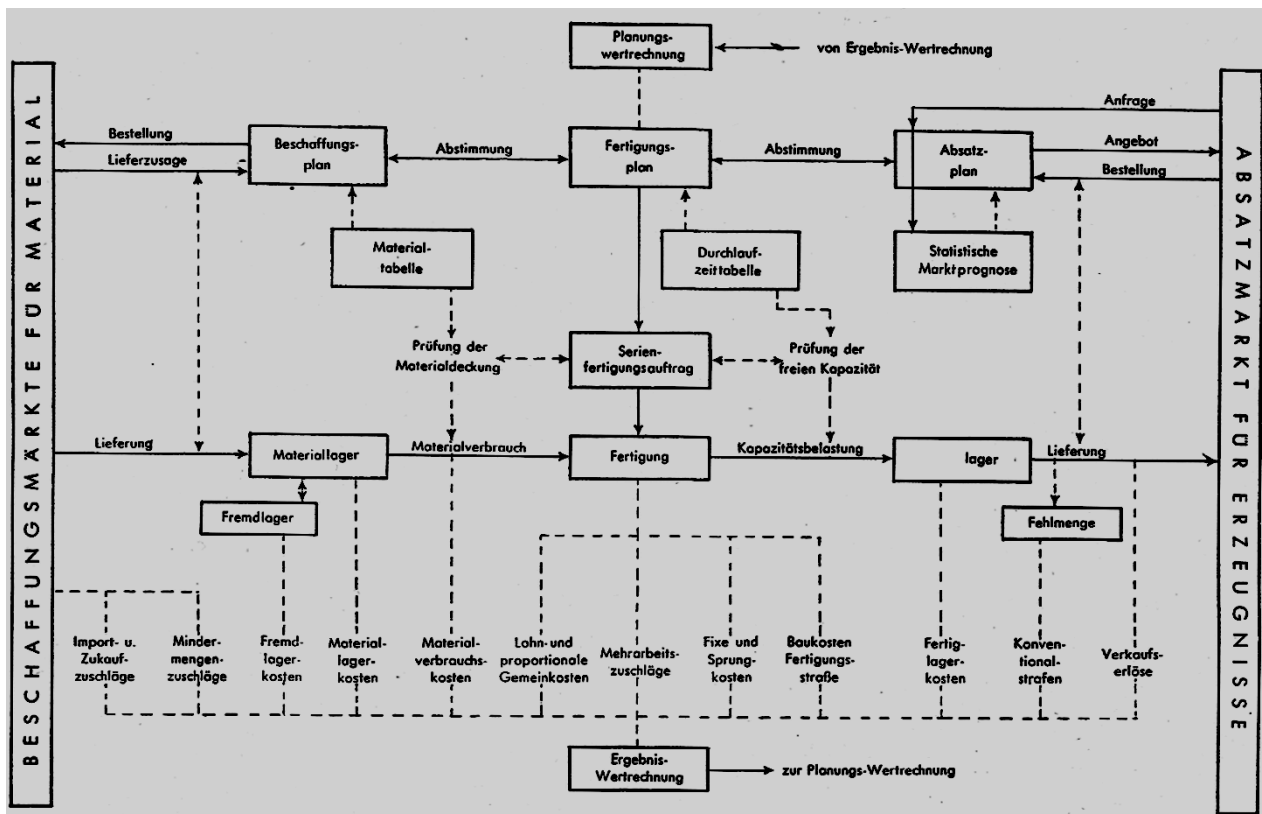 Planungs-
wertrechnung
von Ergebnis-Wertrechnung
BESCHAFFUNGSMÄRKTE FÜR MATERIAL
ABSATZMARKT FÜR ERZEUGNISSE
Anfrage
Bestellung
Lieferzusage
Beschaffungs-
plan
Abstimmung
Fertigungs-
plan
Abstimmung
Absatz-
plan
Angebot
Bestellung
Material-
tabelle
Durchlauf-
zeittabelle
Statistische
Marktprognose
Prüfung der
Materialdeckung
Serien-
fertigungsauftrag
Prüfung der
freien Kapazität
Lieferung
Materiallager
Materialverbrauch
Fertigung
Kapazitätsbelastung
lager
Lieferung
Fremdlager
Fehlmenge
Import- u.
Zukauf-
zuschläge
Minder-
mengen-
zuschläge
Fremd-
lager-
kosten
Material-
lager-
kosten
Material-
verbrauchs-
kosten
Lohn- und
proportionale
Gemeinkosten
Mehrarbeits-
zuschläge
Fixe und
Sprung-
kosten
Baukosten
Fertigungs-
straße
Fertig-
lager-
kosten
Konven-
tional-
strafen
Verkaufs-
erlöse
Ergebnis-
Wertrechnung
zur Planungs-Wertrechnung